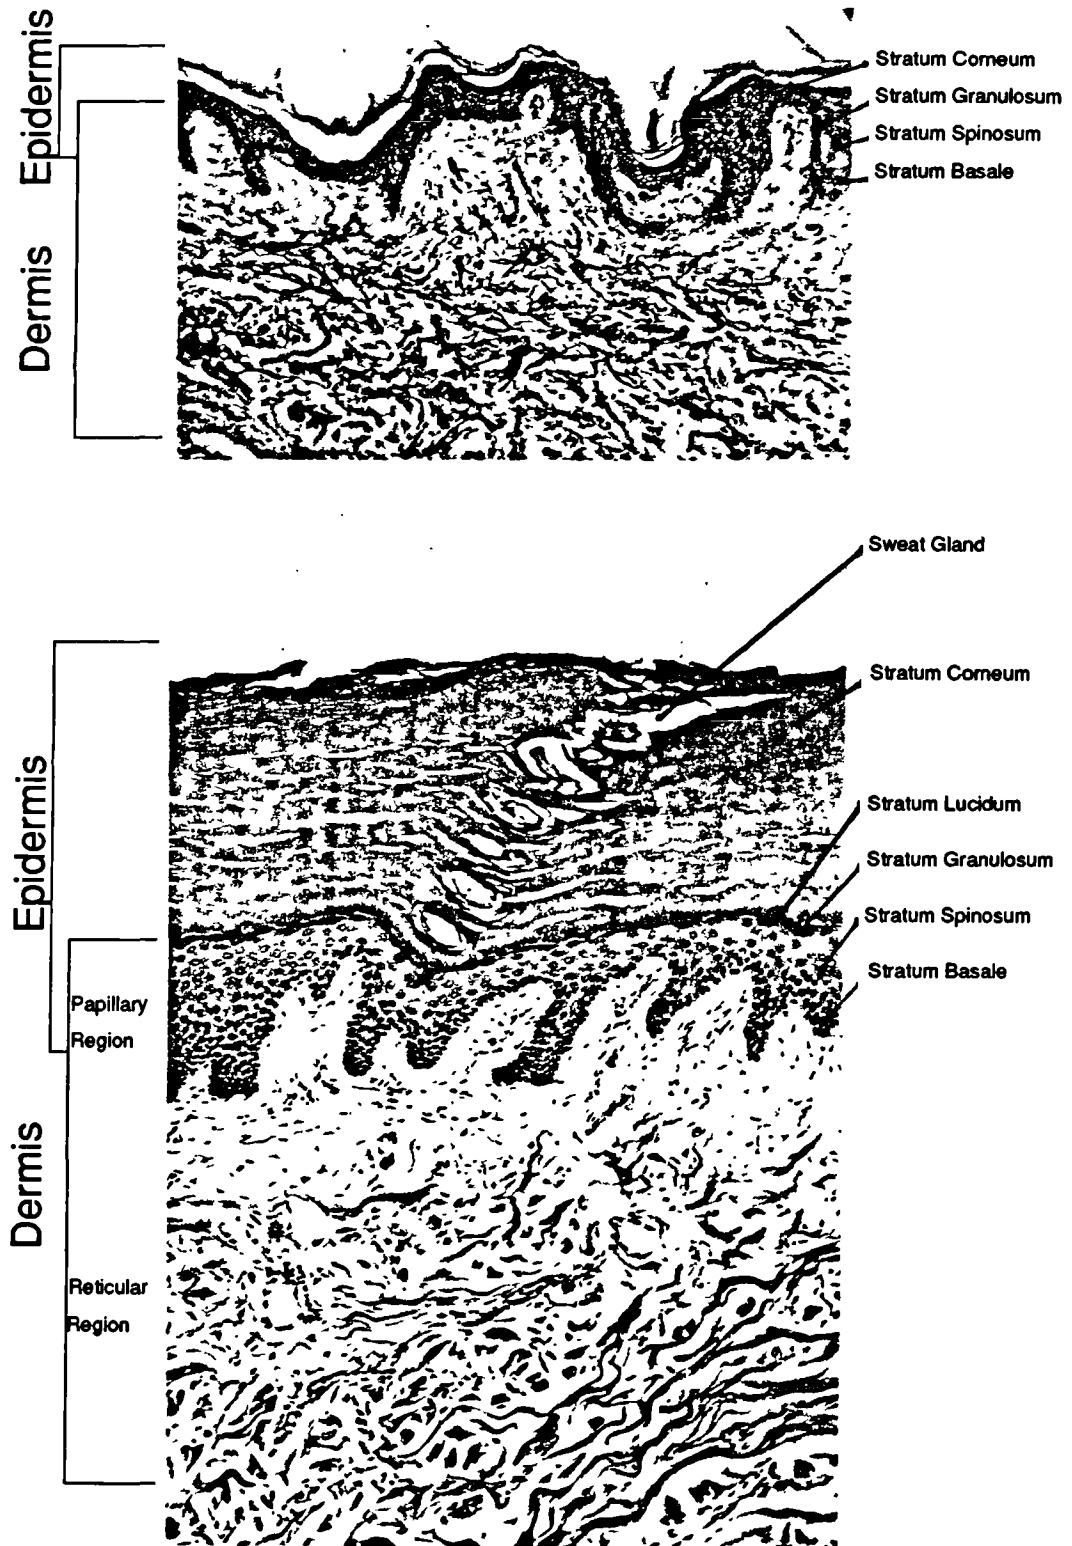 Epidermis
Dermis
Stratum Corneum
Stratum Granulosum
Stratum Spinosum
Stratum Basale
Sweat Gland
Stratum Corneum
Stratum Lucidum
Stratum Granulosum
Stratum Spinosum
Stratum Basale
Epidermis
Papillary
Region
Dermis
Reticular
Region